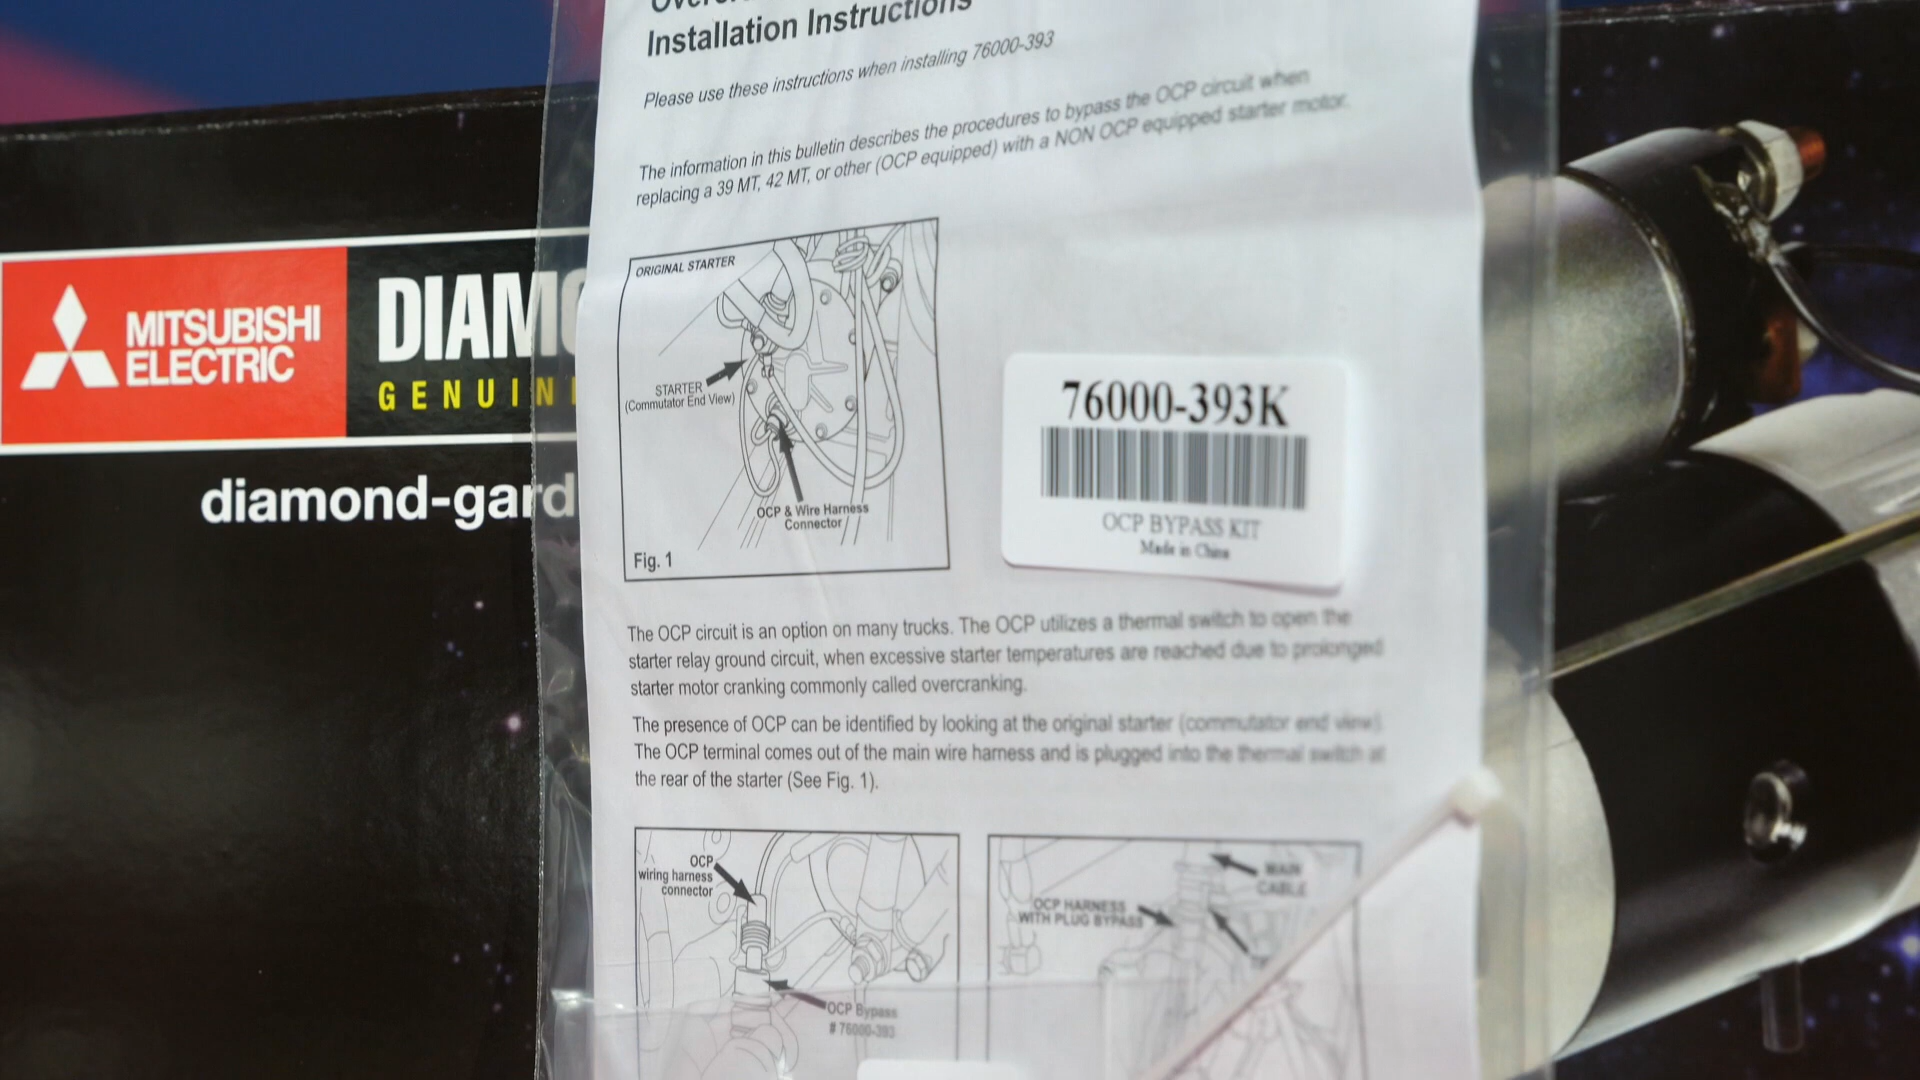 Installation Instructions
Please use these instructions when installing 76000-393
The information in this bulletin describes the procedures to bypass the OCP circuit when
replacing a 39 MT, 42 MT, or other (OCP equipped) with a NON OCP equipped starter motor.
ORIGINAL STARTER
STARTER
(Commutator End View)
OCP & Wire Harness
Connector
Fig. 1
76000-393K
OCP BYPASS KIT
Made in China
MITSUBISHI
ELECTRIC
DIAM
GENUIN
diamond-gard
The OCP circuit is an option on many trucks. The OCP utilizes a thermal switch to open the
starter relay ground circuit, when excessive starter temperatures are reached due to prolonged
starter motor cranking commonly called overcranking.
The presence of OCP can be identified by looking at the original starter (commutator end view).
The OCP terminal comes out of the main wire harness and is plugged into the thermal switch at
the rear of the starter (See Fig. 1).
OCP
wiring harness
connector
OCP Bypass
# 76000-393
MAIN
CABLE
OCP HARNESS
WITH PLUG BYPASS